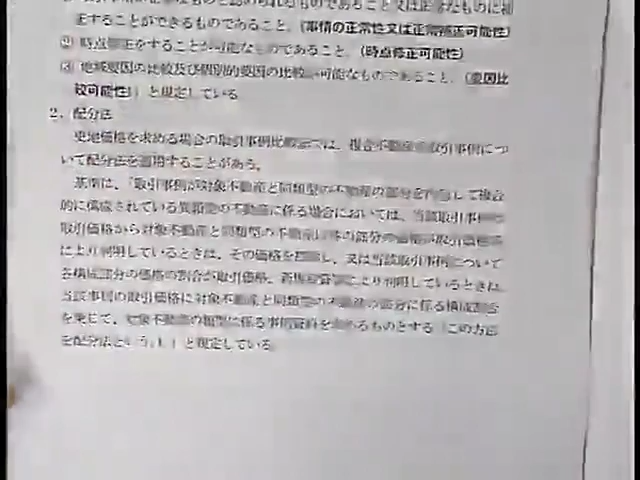 正することができるものであること。(事情の正常性又は正常補正可能性)
② 時点修正をすることが可能なものであること。(時点修正可能性)
③ 地域要因の比較及び個別的要因の比較が可能なものであること。(要因比
較可能性)」と規定している
2．配分法
更地価格を求める場合の取引事例比較法では、複合不動産の取引事例につ
いて配分法を適用することがある。
基準は、「取引事例が対象不動産と同類型の不動産の部分を内包して複合
的に構成されている異類型の不動産に係る場合においては、当該取引事例の
取引価格から対象不動産と同類型の不動産以外の部分の価格が取引価格等
により判明しているときは、その価格を控除し、又は当該取引事例について
各構成部分の価格の割合が取引価格、新規投資等により判明しているときは、
当該事例の取引価格に対象不動産と同類型の不動産の部分に係る構成割合
を乗じて、対象不動産の類型に係る事例資料を求めるものとする（この方法
を配分法という。）。」と規定している